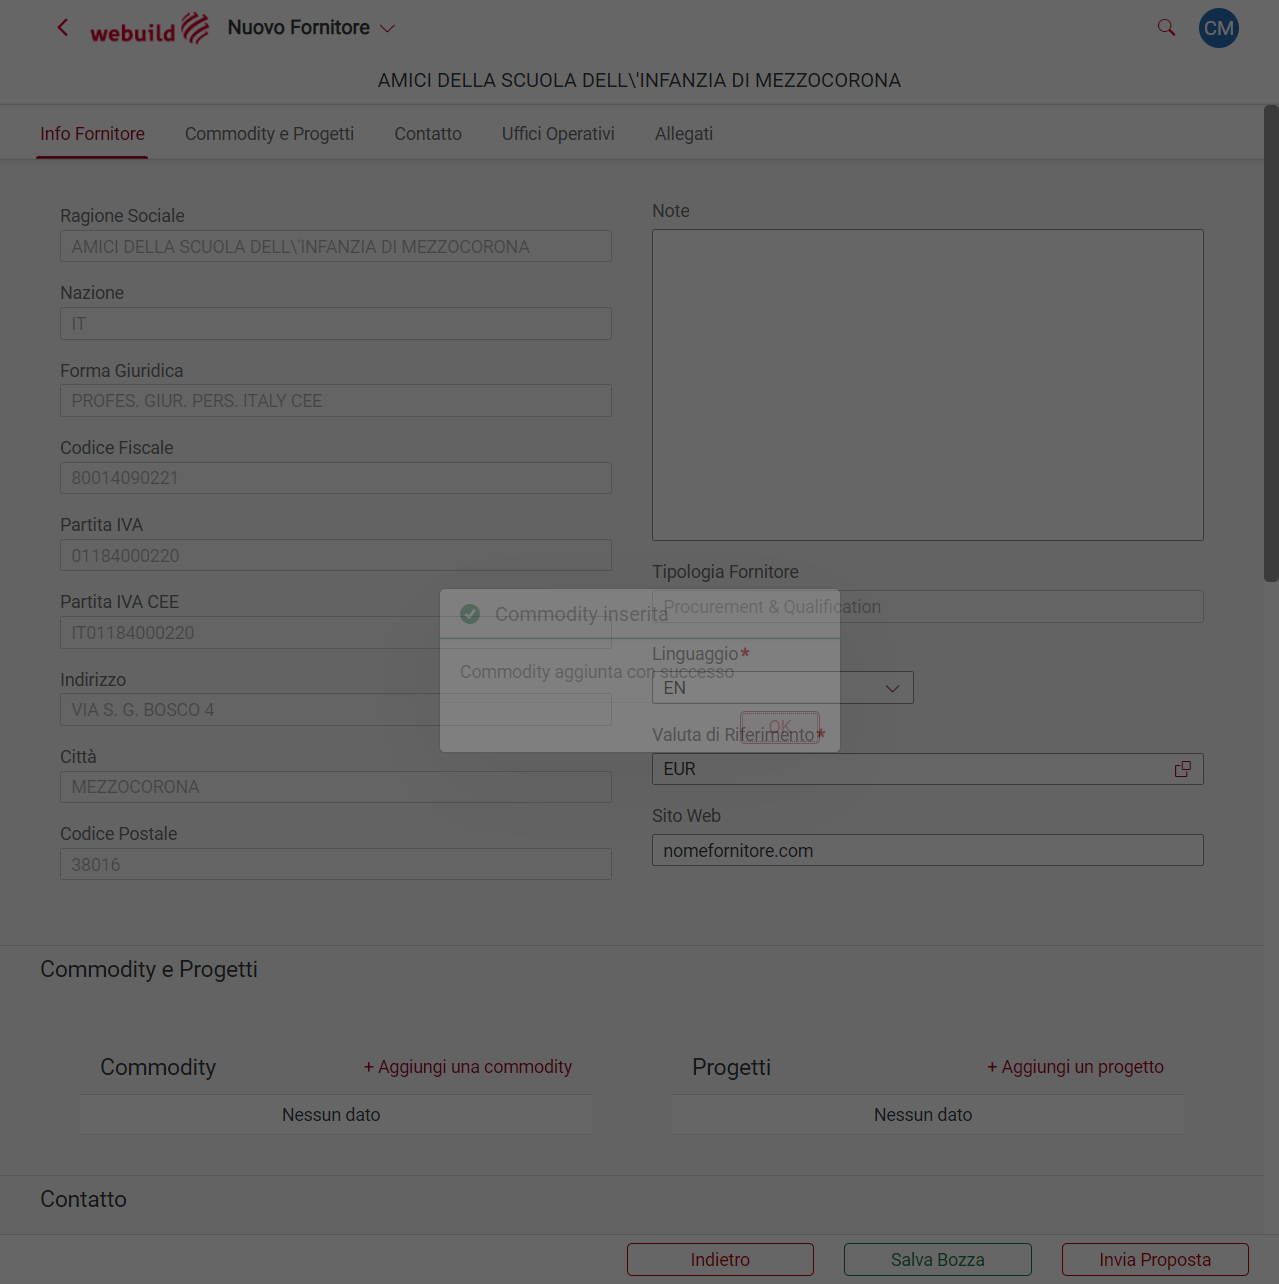 webuild
Nuovo Fornitore
CM
AMICI DELLA SCUOLA DELL\'INFANZIA DI MEZZOCORONA
Info Fornitore
Commodity e Progetti
Contatto
Uffici Operativi
Allegati
Ragione Sociale
AMICI DELLA SCUOLA DELL\'INFANZIA DI MEZZOCORONA
Nazione
IT
Forma Giuridica
PROFES. GIUR. PERS. ITALY CEE
Codice Fiscale
80014090221
Partita IVA
01184000220
Partita IVA CEE
IT01184000220
Indirizzo
VIA S. G. BOSCO 4
Città
MEZZOCORONA
Codice Postale
38016
Note
Tipologia Fornitore
Procurement & Qualification
Linguaggio*
EN
Valuta di Riferimento*
EUR
Sito Web
nomefornitore.com
Commodity inserita
Commodity aggiunta con successo
OK
Commodity e Progetti
Commodity
+ Aggiungi una commodity
Nessun dato
Progetti
+ Aggiungi un progetto
Nessun dato
Contatto
Indietro
Salva Bozza
Invia Proposta